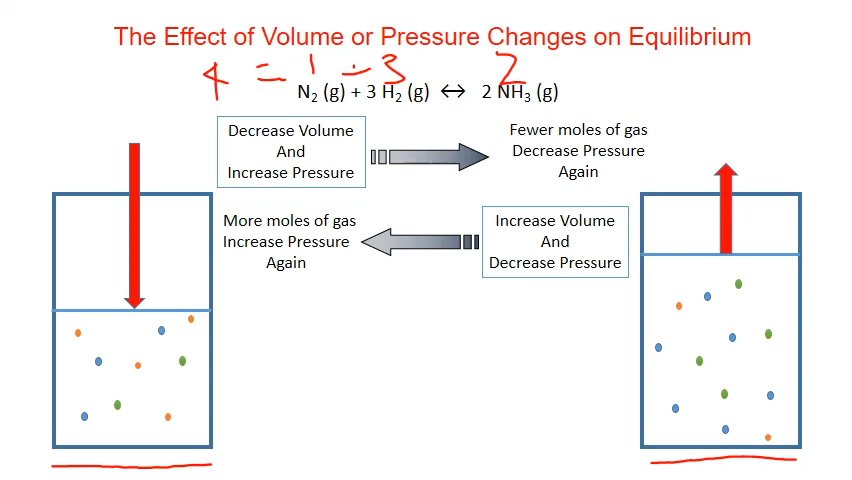 The Effect of Volume or Pressure Changes on Equilibrium
4 = 1 + 3 2
N₂ (g) + 3 H₂ (g) ↔ 2 NH₃ (g)
Decrease Volume
And
Increase Pressure
Fewer moles of gas
Decrease Pressure
Again
More moles of gas
Increase Pressure
Again
Increase Volume
And
Decrease Pressure